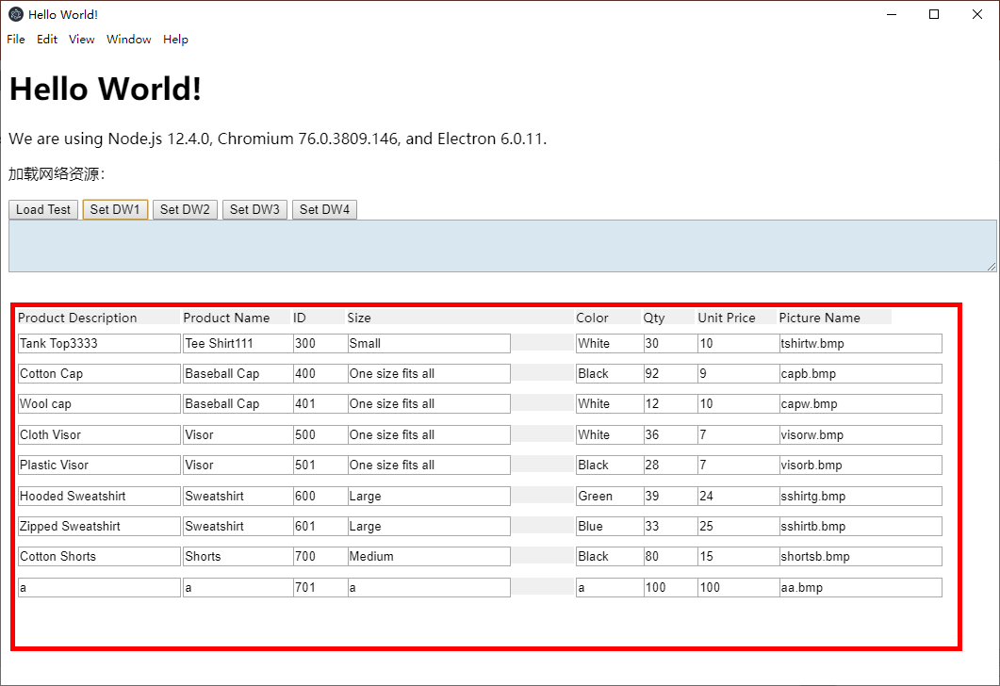 Hello World!
File Edit View Window Help
Hello World!
We are using Node.js 12.4.0, Chromium 76.0.3809.146, and Electron 6.0.11.
加载网络资源:
Load Test Set DW1 Set DW2 Set DW3 Set DW4
Product Description Product Name ID Size Color Qty Unit Price Picture Name
Tank Top3333 Tee Shirt111 300 Small White 30 10 tshirtw.bmp
Cotton Cap Baseball Cap 400 One size fits all Black 92 9 capb.bmp
Wool cap Baseball Cap 401 One size fits all White 12 10 capw.bmp
Cloth Visor Visor 500 One size fits all White 36 7 visorw.bmp
Plastic Visor Visor 501 One size fits all Black 28 7 visorb.bmp
Hooded Sweatshirt Sweatshirt 600 Large Green 39 24 sshirtg.bmp
Zipped Sweatshirt Sweatshirt 601 Large Blue 33 25 sshirtb.bmp
Cotton Shorts Shorts 700 Medium Black 80 15 shortsb.bmp
a a 701 a a 100 100 aa.bmp